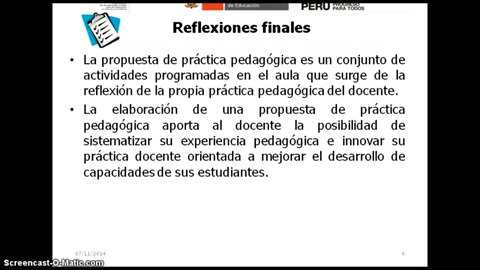 de Educación
PERÚ
PROGRESO
PARA TODOS
Reflexiones finales
• La propuesta de práctica pedagógica es un conjunto de
actividades programadas en el aula que surge de la
reflexión de la propia práctica pedagógica del docente.
• La elaboración de una propuesta de práctica
pedagógica aporta al docente la posibilidad de
sistematizar su experiencia pedagógica e innovar su
práctica docente orientada a mejorar el desarrollo de
capacidades de sus estudiantes.
07/11/2014
6
Screencast-O-Matic.com